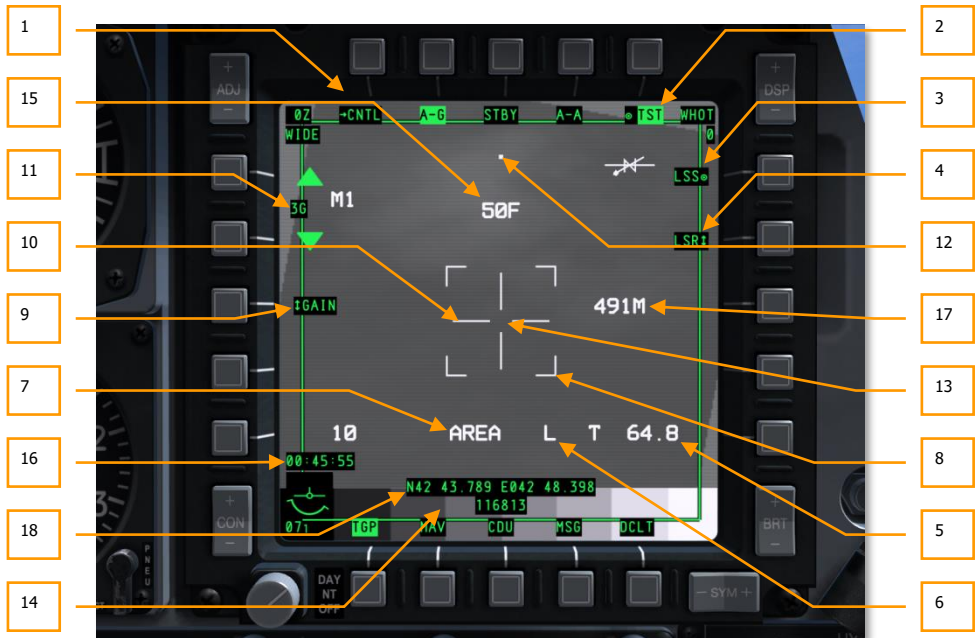 1
15
11
10
9
7
16
18
14
2
3
4
12
17
13
8
5
6
+
ADJ
-
+
DSP
-
0Z →CNTL A-G STBY A-A TST WHOT
WIDE 0
LSS
M1
3G
50F
LSR↕
↕GAIN
491M
10 AREA L T 64.8
00:45:55
N42 43.789 E042 48.398
116813
TGP NAV CDU MSG DCLT
+
CON
-
+
BRT
-
DAY
NT
OFF
- SYM +
PNEU
3